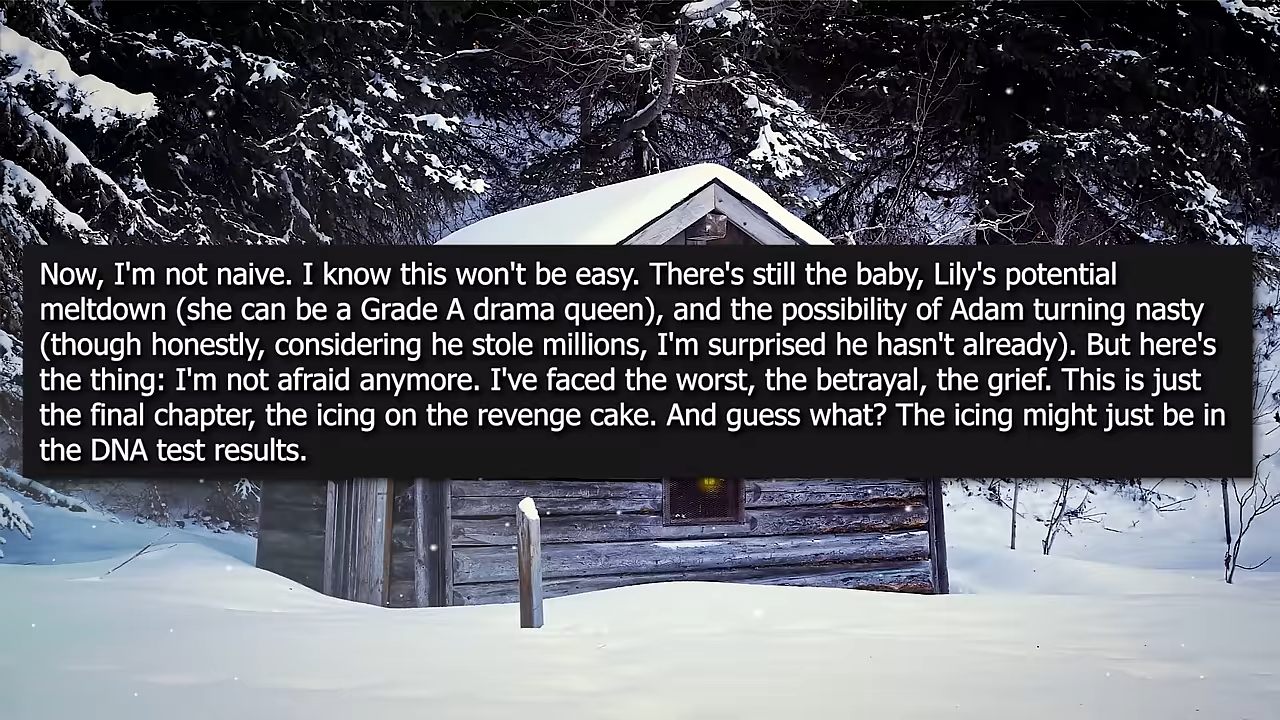 Now, I'm not naive. I know this won't be easy. There's still the baby, Lily's potential
meltdown (she can be a Grade A drama queen), and the possibility of Adam turning nasty
(though honestly, considering he stole millions, I'm surprised he hasn't already). But here's
the thing: I'm not afraid anymore. I've faced the worst, the betrayal, the grief. This is just
the final chapter, the icing on the revenge cake. And guess what? The icing might just be in
the DNA test results.